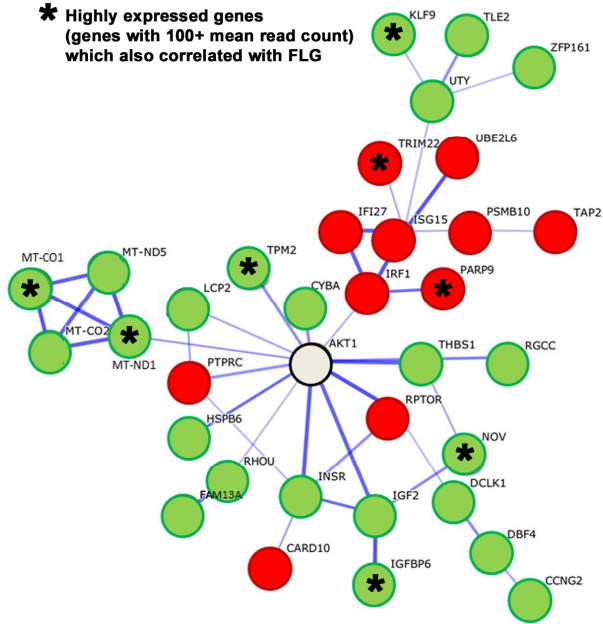 * Highly expressed genes
(genes with 100+ mean read count)
which also correlated with FLG
KLF9
TLE2
ZFP161
UTY
TRIM22
UBE2L6
IFI27
ISG15
PSMB10
TAP2
IRF1
PARP9
MT-CO1
MT-ND5
TPM2
CYBA
LCP2
MT-CO2
MT-ND1
AKT1
THBS1
RGCC
PTPRC
RPTOR
HSPB6
NOV
RHOU
INSR
IGF2
DCLK1
FAM13A
DBF4
CARD10
IGFBP6
CCNG2